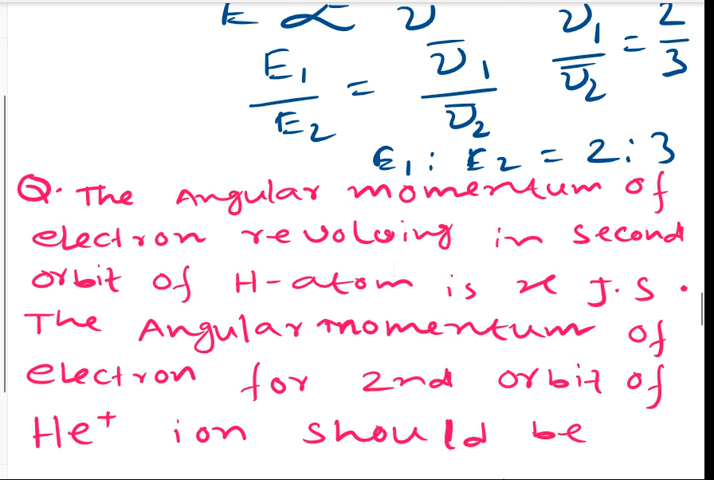 E ∝ ν̅
ν̅₁/ν̅₂ = 2/3
E₁/E₂ = ν̅₁/ν̅₂
E₁ : E₂ = 2 : 3
Q. The Angular momentum of
electron revolving in second
orbit of H-atom is x J.S.
The Angular momentum of
electron for 2nd orbit of
He⁺ ion should be